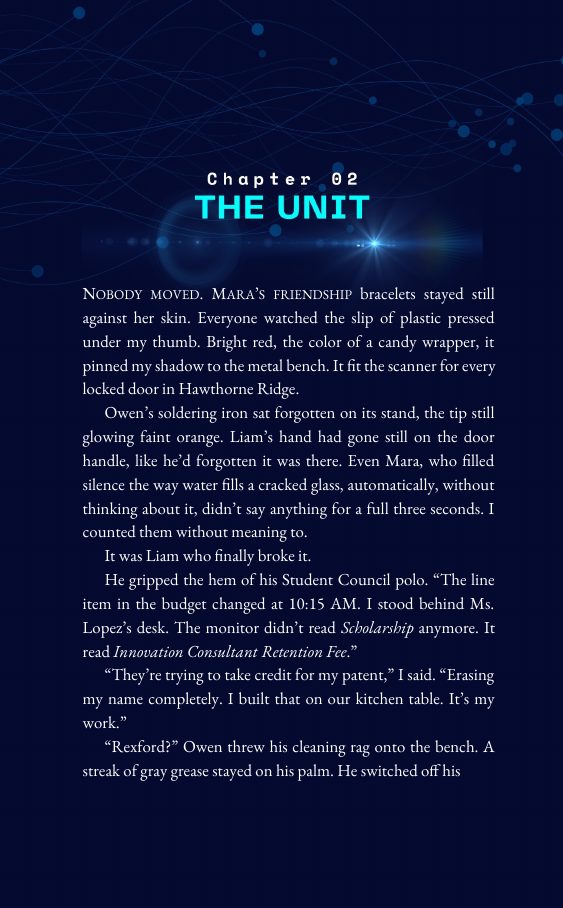 Chapter 02
THE UNIT
NOBODY MOVED. MARA’S FRIENDSHIP bracelets stayed still
against her skin. Everyone watched the slip of plastic pressed
under my thumb. Bright red, the color of a candy wrapper, it
pinned my shadow to the metal bench. It fit the scanner for every
locked door in Hawthorne Ridge.
Owen’s soldering iron sat forgotten on its stand, the tip still
glowing faint orange. Liam’s hand had gone still on the door
handle, like he’d forgotten it was there. Even Mara, who filled
silence the way water fills a cracked glass, automatically, without
thinking about it, didn’t say anything for a full three seconds. I
counted them without meaning to.
It was Liam who finally broke it.
He gripped the hem of his Student Council polo. “The line
item in the budget changed at 10:15 AM. I stood behind Ms.
Lopez’s desk. The monitor didn’t read Scholarship anymore. It
read Innovation Consultant Retention Fee.”
“They’re trying to take credit for my patent,” I said. “Erasing
my name completely. I built that on our kitchen table. It’s my
work.”
“Rexford?” Owen threw his cleaning rag onto the bench. A
streak of gray grease stayed on his palm. He switched off his